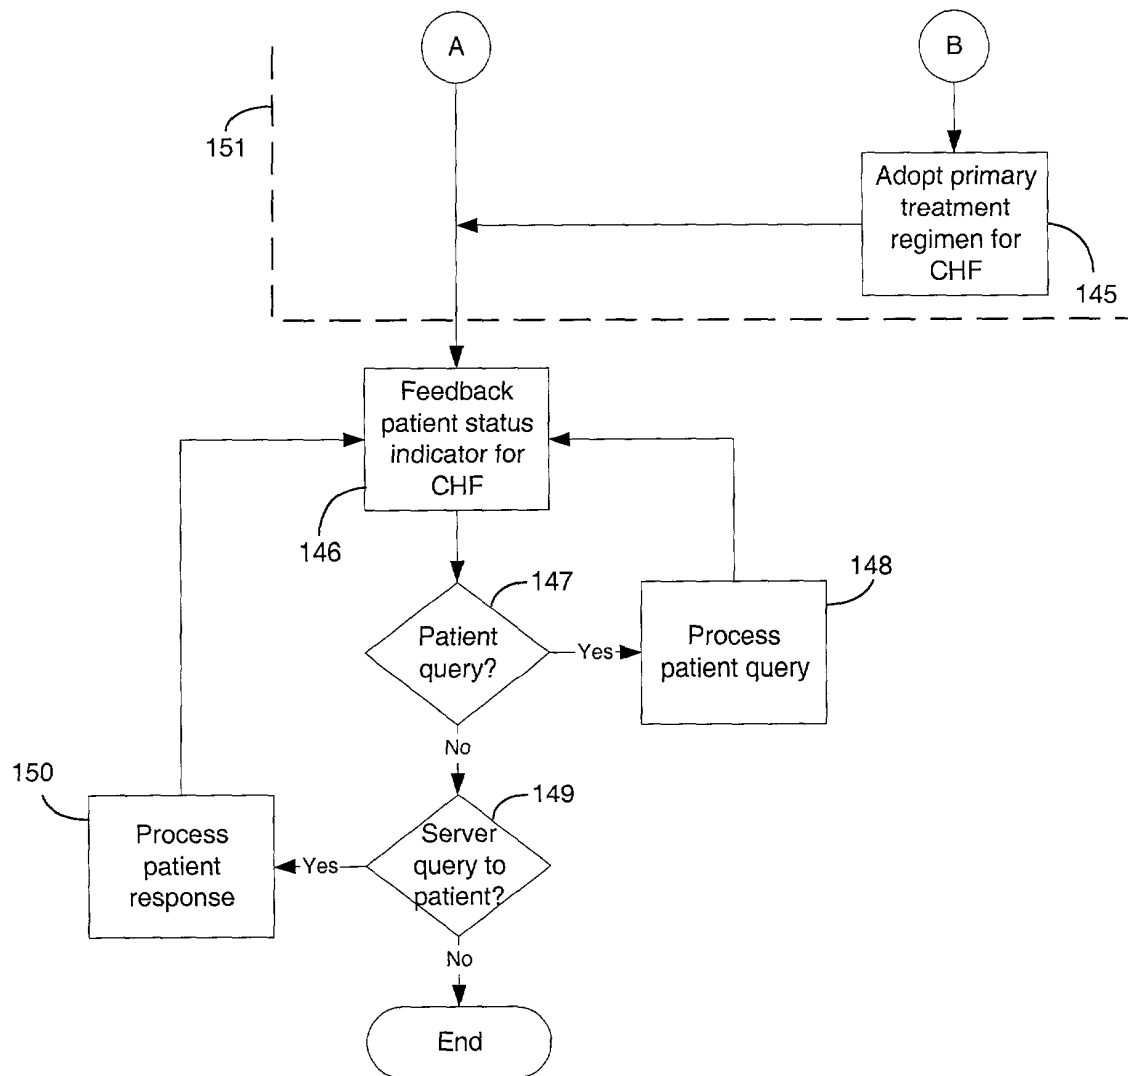 A
B
151
Adopt primary
treatment
regimen for
CHF
145
Feedback
patient status
indicator for
CHF
146
147
148
Patient
query?
Yes
Process
patient query
No
150
149
Process
patient
response
Yes
Server
query to
patient?
No
End